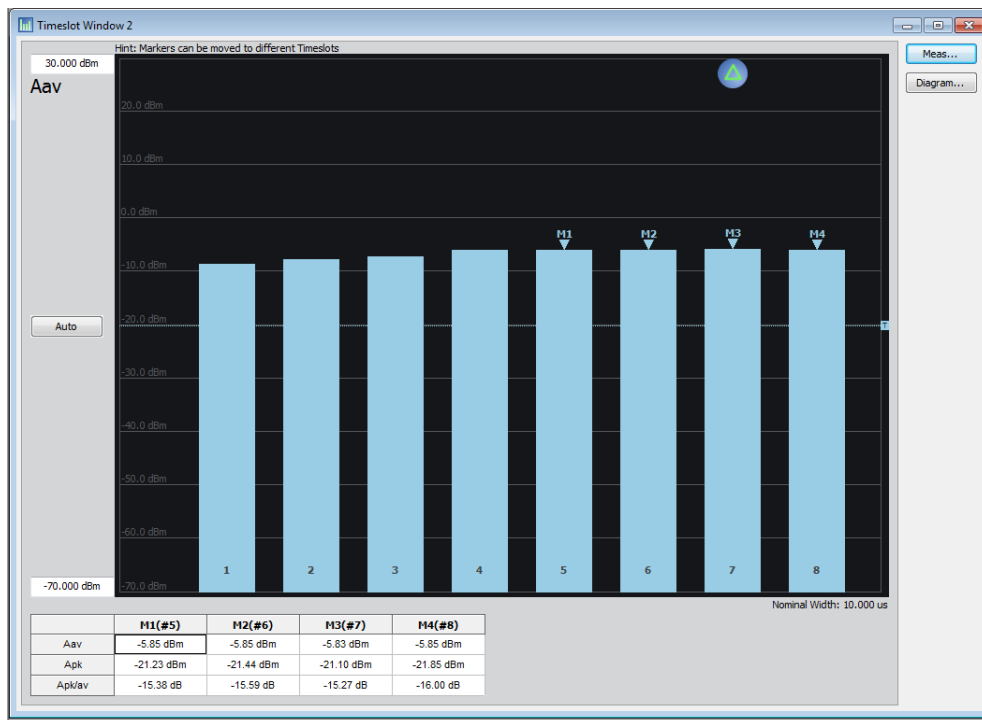 Timeslot Window 2
Hint: Markers can be moved to different Timeslots
Meas...
30.000 dBm
Aav
Diagram...
20.0 dBm
10.0 dBm
0.0 dBm
M1 M2 M3 M4
-10.0 dBm
Auto
-20.0 dBm
T
-30.0 dBm
-40.0 dBm
-50.0 dBm
-60.0 dBm
1 2 3 4 5 6 7 8
-70.000 dBm
-70.0 dBm
Nominal Width: 10.000 us
M1(#5) M2(#6) M3(#7) M4(#8)
Aav -5.85 dBm -5.85 dBm -5.83 dBm -5.85 dBm
Apk -21.23 dBm -21.44 dBm -21.10 dBm -21.85 dBm
Apk/av -15.38 dB -15.59 dB -15.27 dB -16.00 dB